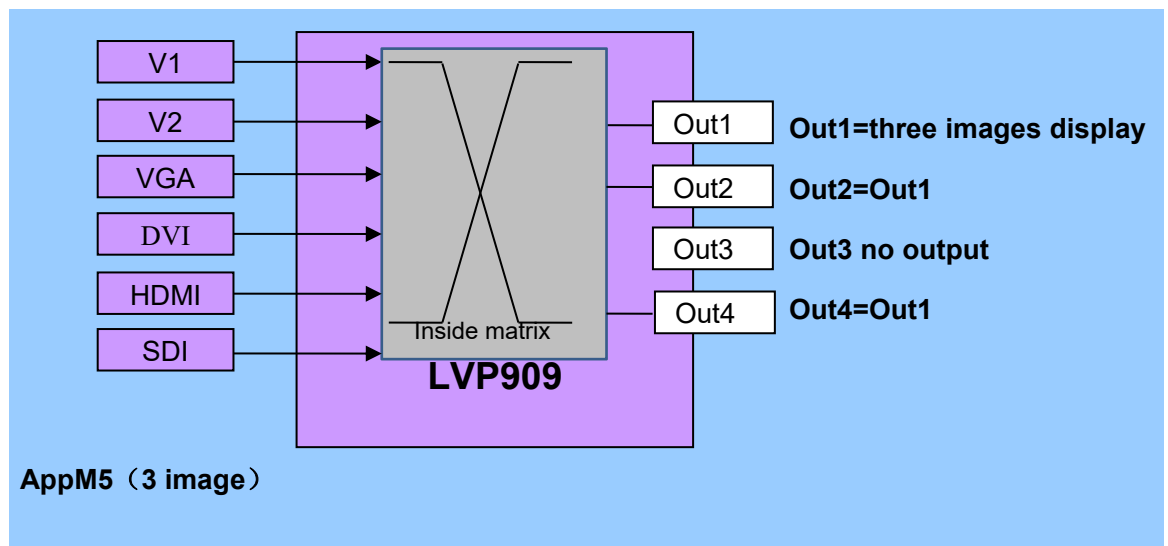 V1
V2
VGA
DVI
HDMI
SDI
Inside matrix
LVP909
Out1
Out2
Out3
Out4
Out1=three images display
Out2=Out1
Out3 no output
Out4=Out1
AppM5（3 image）